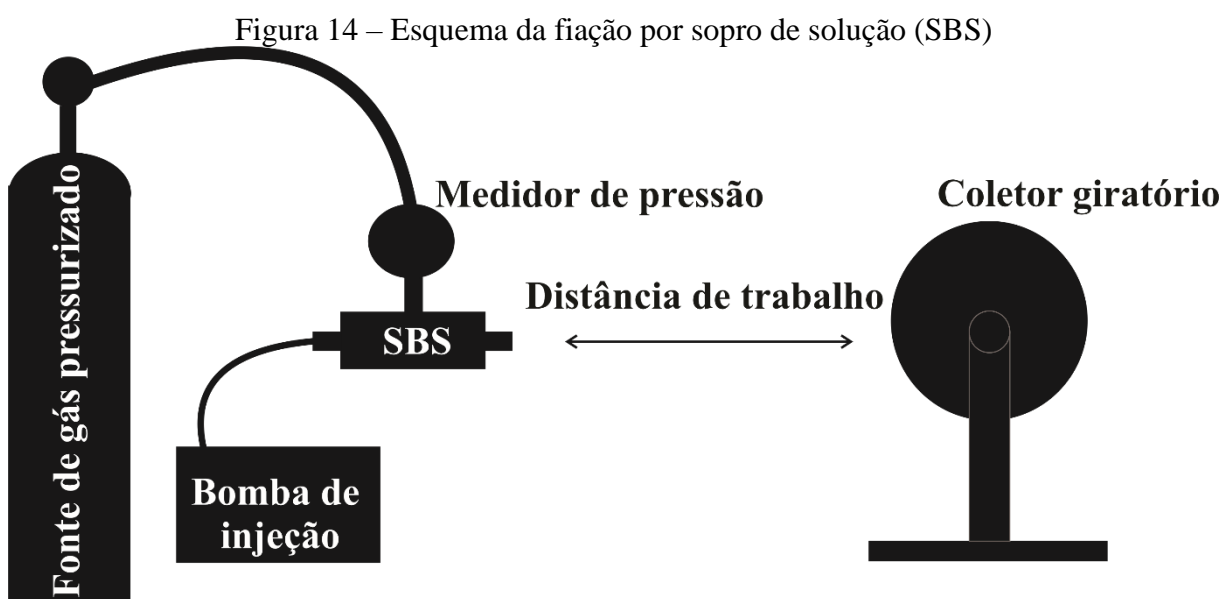 Figura 14 – Esquema da fiação por sopro de solução (SBS)
Fonte de gás pressurizado
Medidor de pressão
Coletor giratório
Distância de trabalho
SBS
Bomba de
injeção